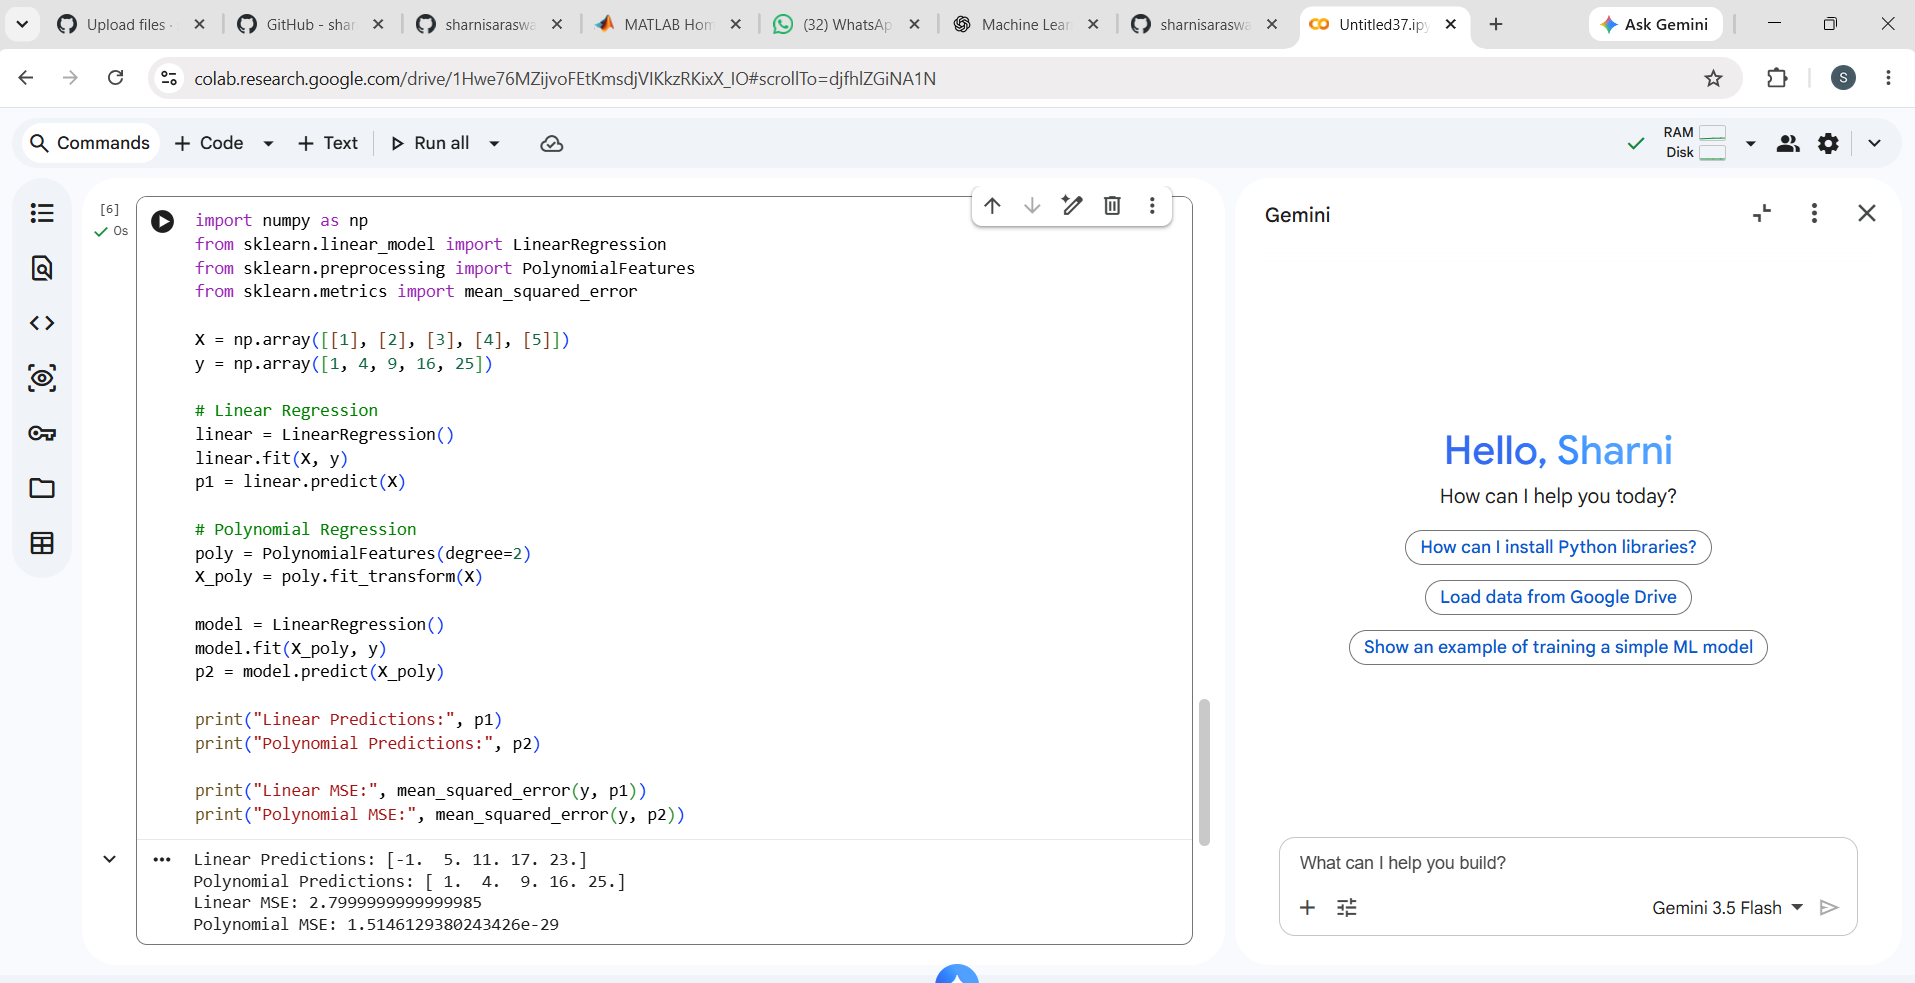 Upload files ·
GitHub - shar
sharnisaraswa
MATLAB Hom
(32) WhatsAp
Machine Lear
sharnisaraswa
Untitled37.ipy
Ask Gemini
colab.research.google.com/drive/1Hwe76MZijvoFEtKmsdjVIKkzRKixX_IO#scrollTo=djfhlZGiNA1N
S
Commands
+ Code
+ Text
Run all
RAM
Disk
[6]
0s
import numpy as np
from sklearn.linear_model import LinearRegression
from sklearn.preprocessing import PolynomialFeatures
from sklearn.metrics import mean_squared_error
X = np.array([[1], [2], [3], [4], [5]])
y = np.array([1, 4, 9, 16, 25])
# Linear Regression
linear = LinearRegression()
linear.fit(X, y)
p1 = linear.predict(X)
# Polynomial Regression
poly = PolynomialFeatures(degree=2)
X_poly = poly.fit_transform(X)
model = LinearRegression()
model.fit(X_poly, y)
p2 = model.predict(X_poly)
print("Linear Predictions:", p1)
print("Polynomial Predictions:", p2)
print("Linear MSE:", mean_squared_error(y, p1))
print("Polynomial MSE:", mean_squared_error(y, p2))
Linear Predictions: [-1.  5. 11. 17. 23.]
Polynomial Predictions: [ 1.  4.  9. 16. 25.]
Linear MSE: 2.7999999999999985
Polynomial MSE: 1.5146129380243426e-29
Gemini
Hello, Sharni
How can I help you today?
How can I install Python libraries?
Load data from Google Drive
Show an example of training a simple ML model
What can I help you build?
Gemini 3.5 Flash